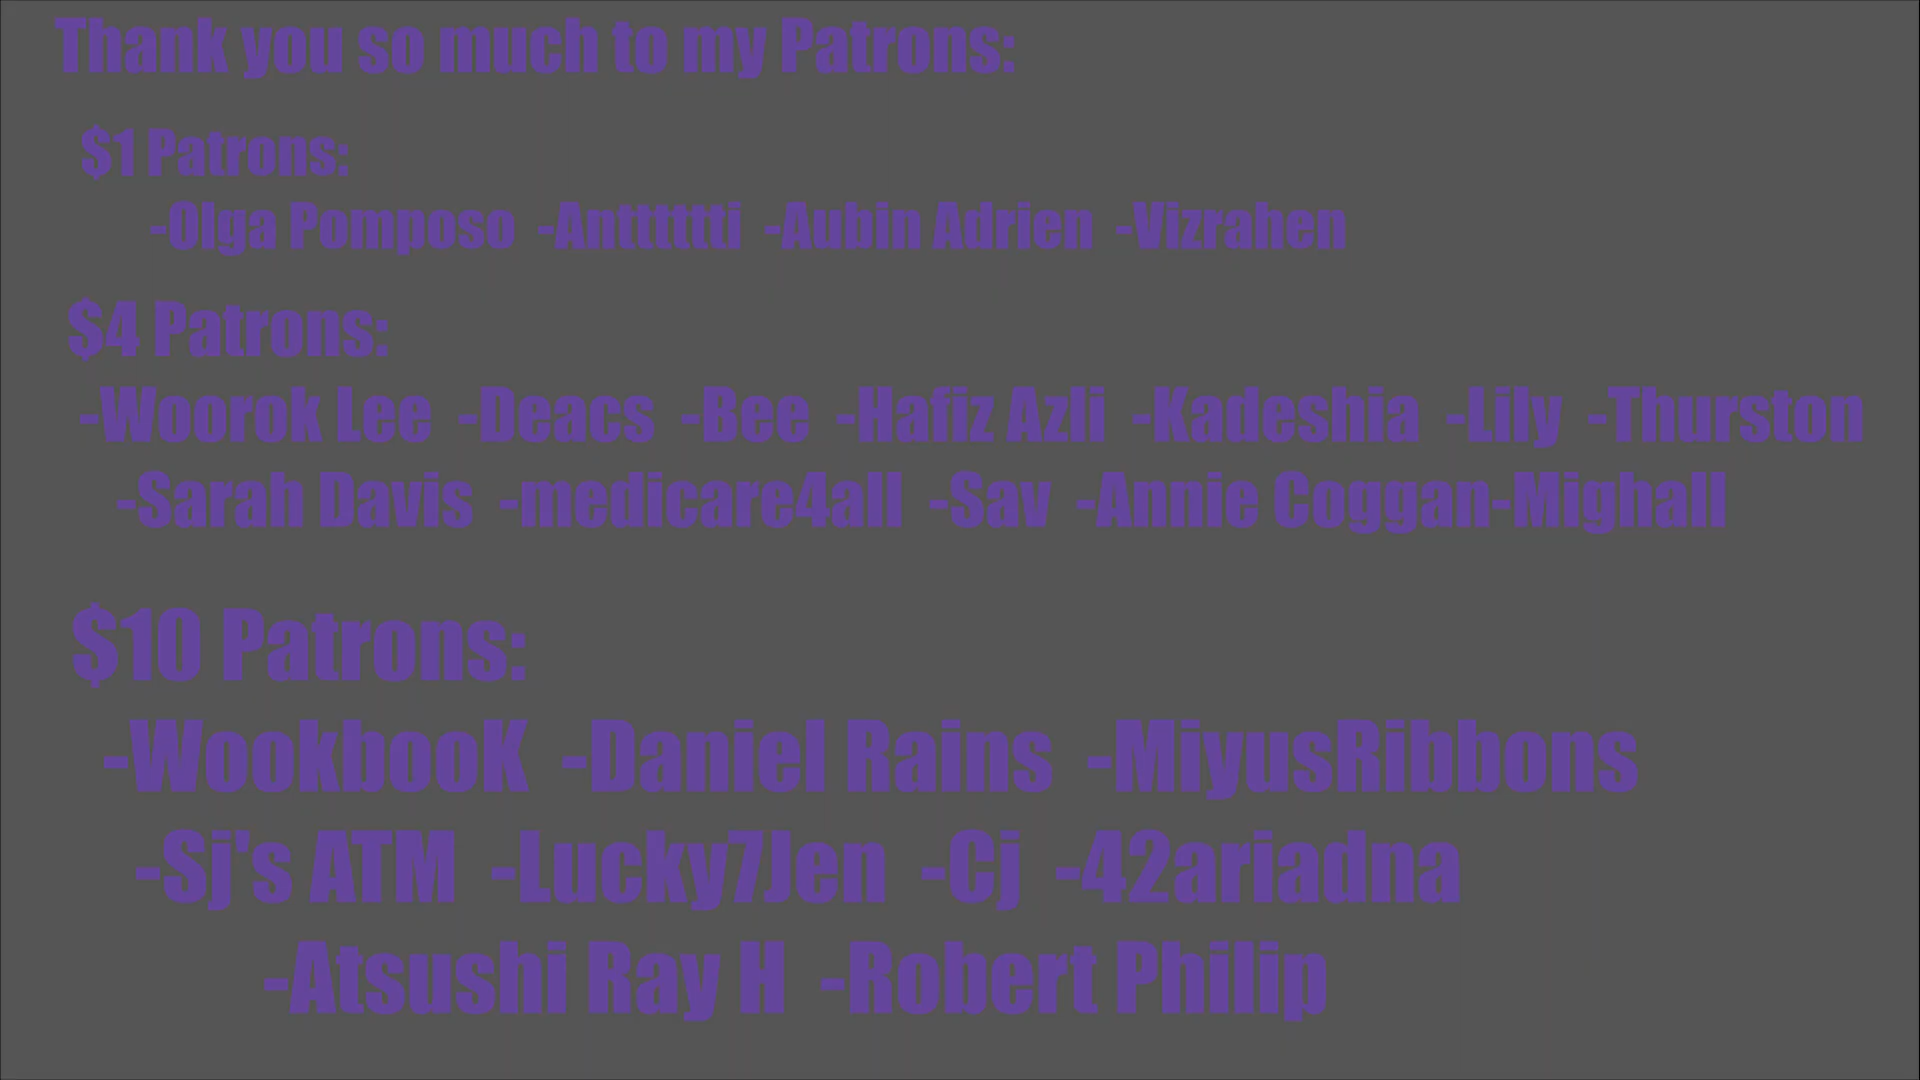 Thank you so much to my Patrons:
$1 Patrons:
-Olga Pomposo -Antttttti -Aubin Adrien -Vizrahen
$4 Patrons:
-Woorok Lee -Deacs -Bee -Hafiz Azli -Kadeshia -Lily -Thurston
-Sarah Davis -medicare4all -Sav -Annie Coggan-Mighall
$10 Patrons:
-WookbooK -Daniel Rains -MiyusRibbons
-Sj's ATM -Lucky7Jen -Cj -42ariadna
-Atsushi Ray H -Robert Philip